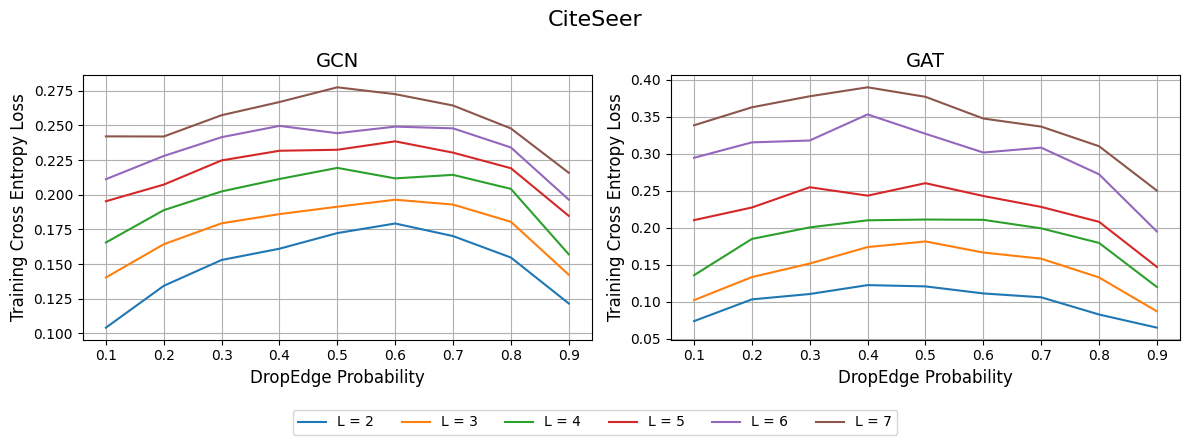 CiteSeer
GCN
Training Cross Entropy Loss
0.275
0.250
0.225
0.200
0.175
0.150
0.125
0.100
0.1 0.2 0.3 0.4 0.5 0.6 0.7 0.8 0.9
DropEdge Probability
GAT
Training Cross Entropy Loss
0.40
0.35
0.30
0.25
0.20
0.15
0.10
0.05
0.1 0.2 0.3 0.4 0.5 0.6 0.7 0.8 0.9
DropEdge Probability
L = 2 L = 3 L = 4 L = 5 L = 6 L = 7